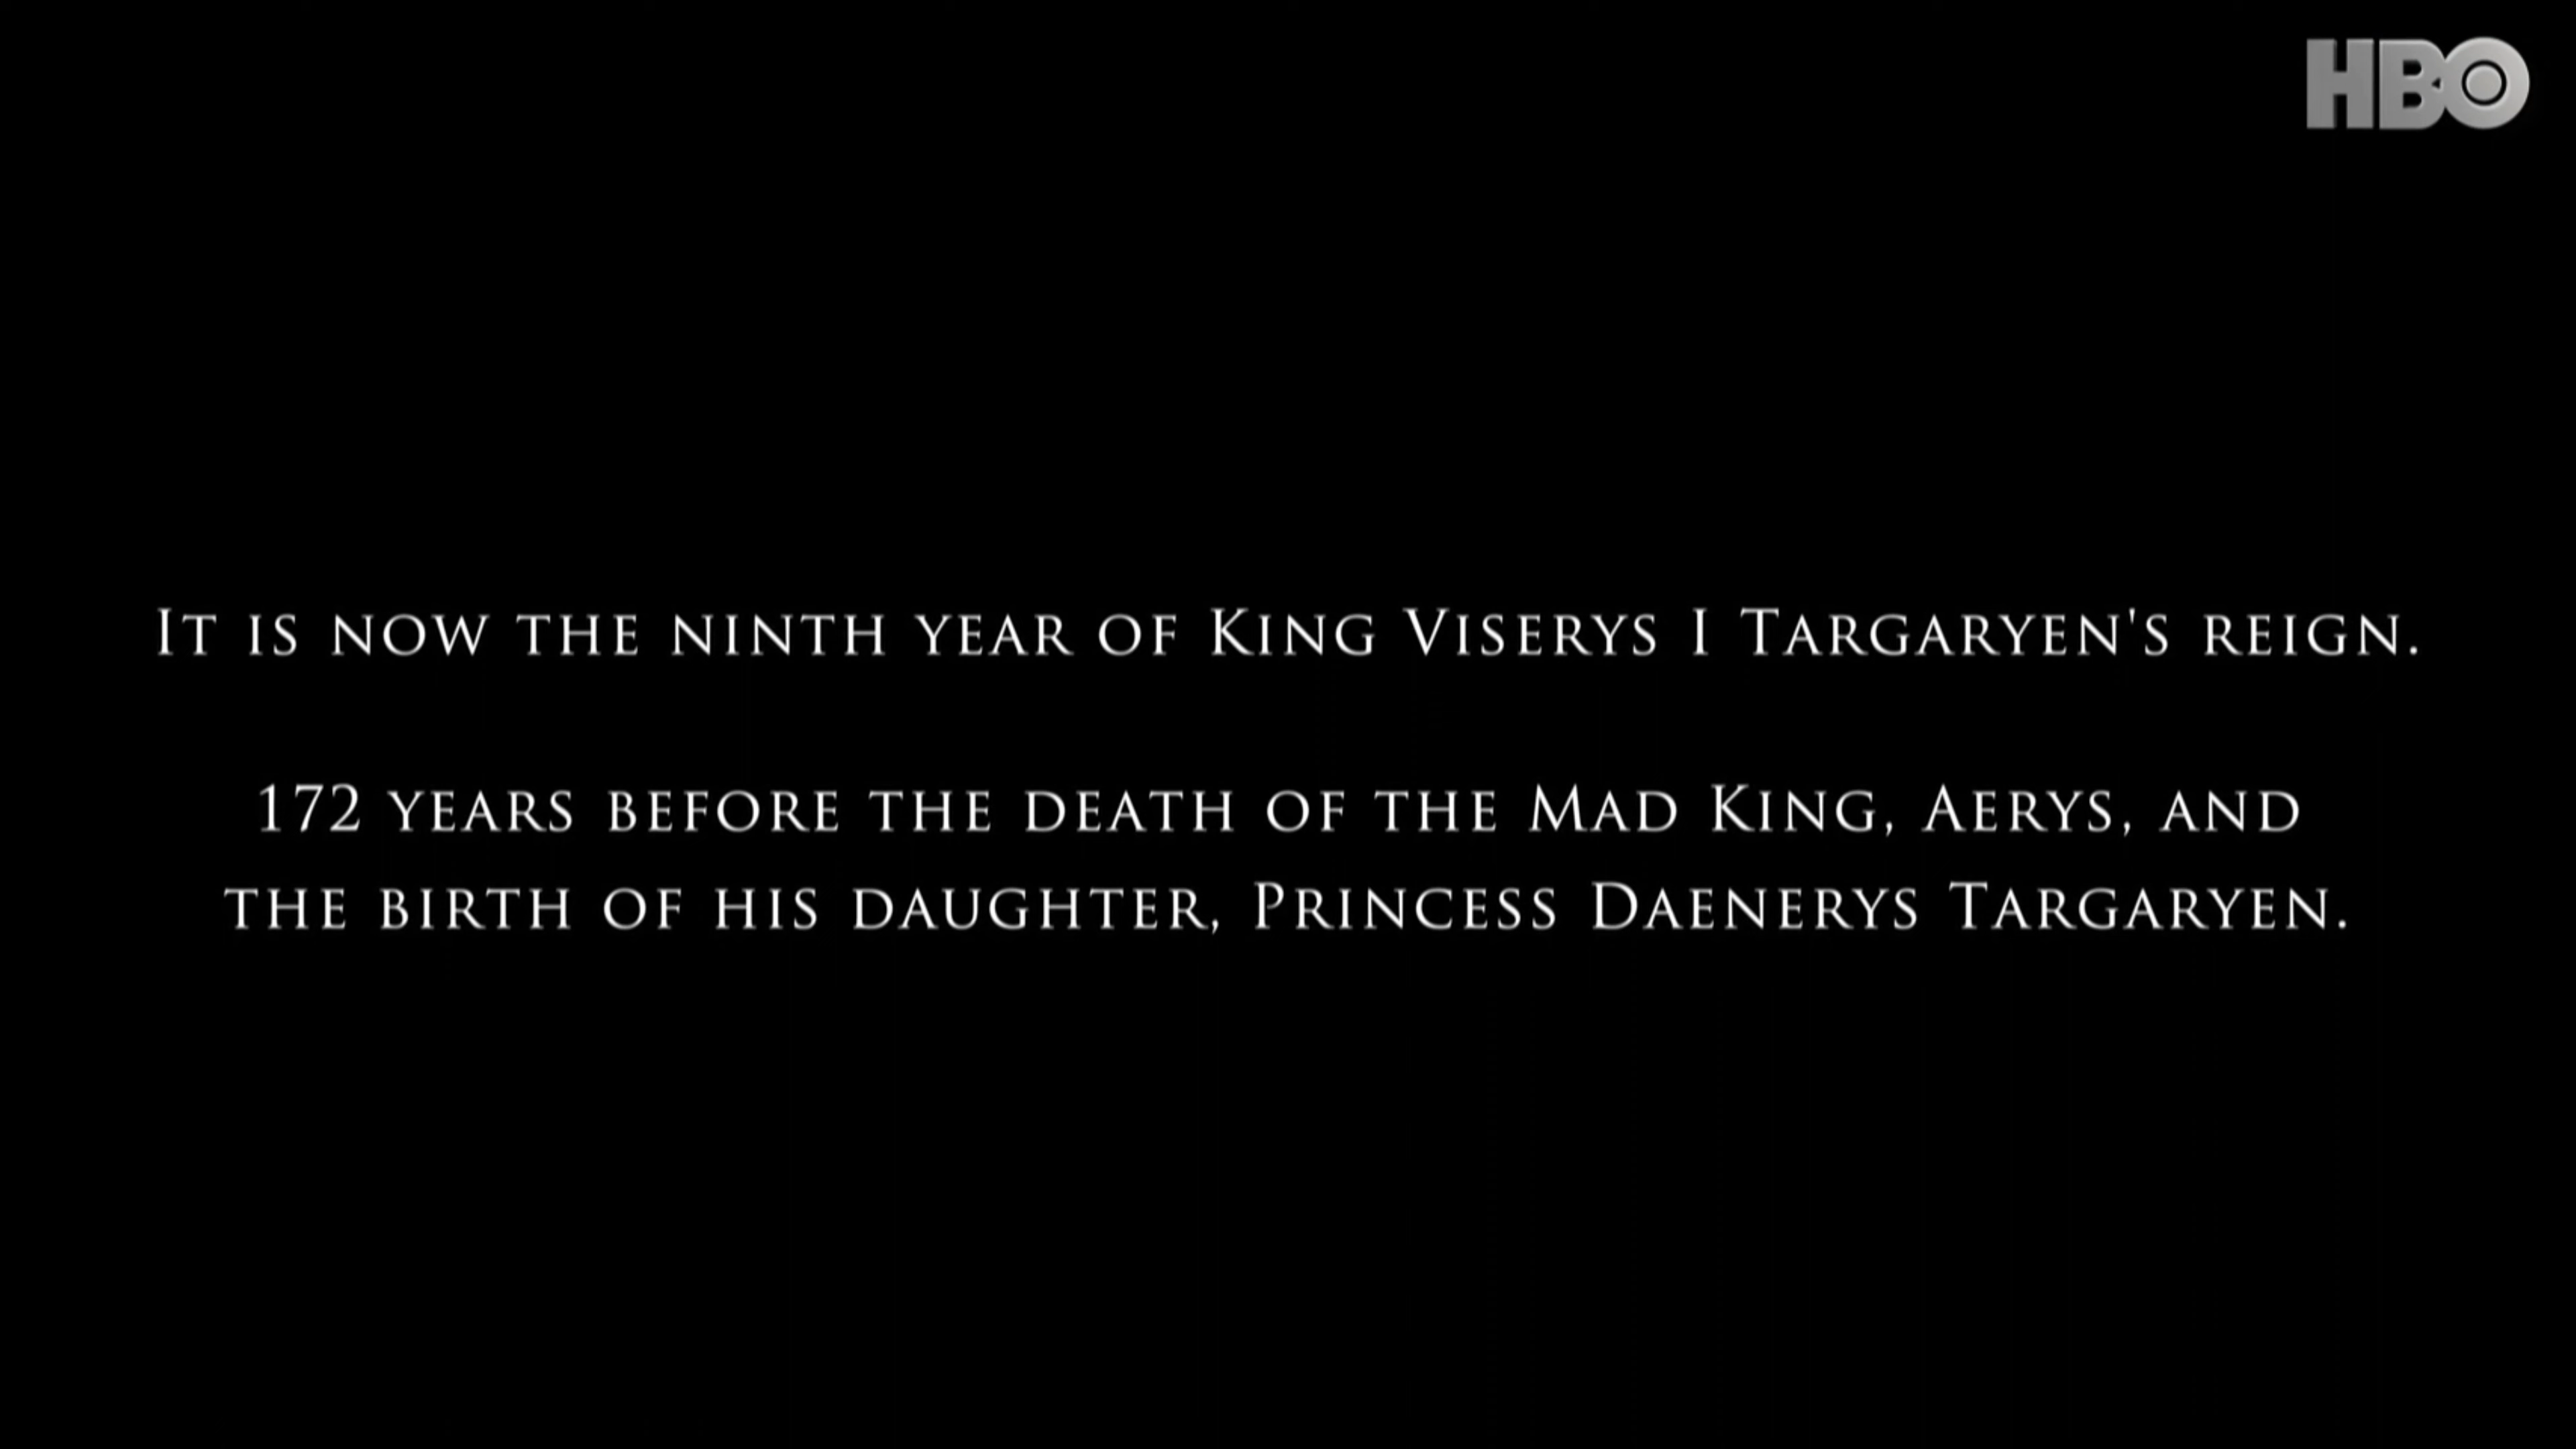 HBO
It is now the ninth year of King Viserys I Targaryen's reign.
172 years before the death of the Mad King, Aerys, and
the birth of his daughter, Princess Daenerys Targaryen.